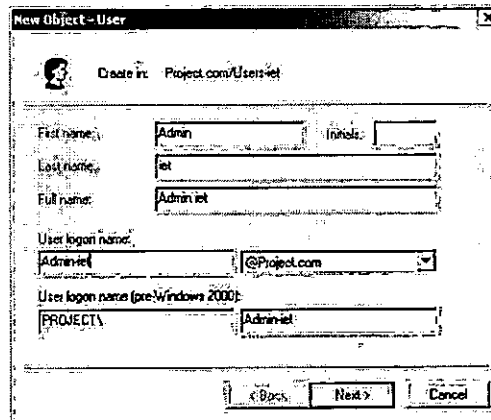 New Object - User
Create in: Project.com/Users-iet
First name: Admin Initials:
Last name: iet
Full name: Admin iet
User logon name:
Admin-iet @Project.com
User logon name (pre-Windows 2000):
PROJECT\ Admin-iet
< Back Next > Cancel